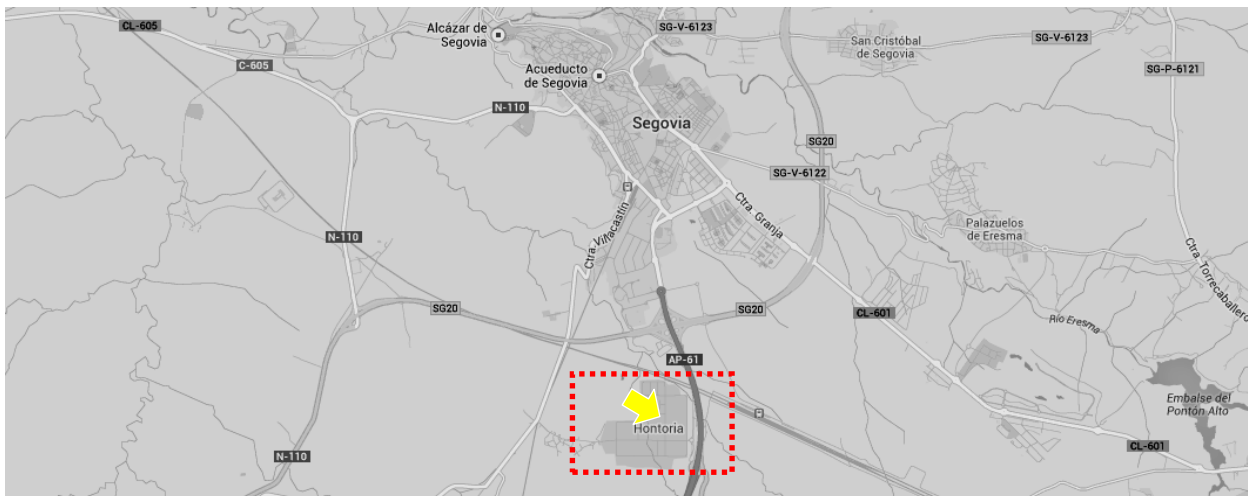 CL-605
C-605
Alcázar de
Segovia
SG-V-6123
San Cristóbal
de Segovia
SG-V-6123
SG-P-6121
Acueducto
de Segovia
N-110
Segovia
SG20
SG-V-6122
Ctra. Granja
Palazuelos
de Eresma
Ctra. Villacastín
N-110
Ctra. Torrecaballero
SG20
SG20
CL-601
Río Eresma
AP-61
Embalse del
Pontón Alto
Hontoria
CL-601
N-110